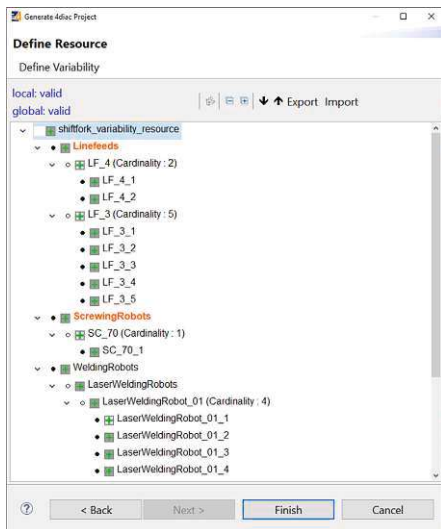 Generate 4diac Project
Define Resource
Define Variability
local: valid
global: valid
Export Import
shiftfork_variability_resource
Linefeeds
LF_4 (Cardinality : 2)
LF_4_1
LF_4_2
LF_3 (Cardinality : 5)
LF_3_1
LF_3_2
LF_3_3
LF_3_4
LF_3_5
ScrewingRobots
SC_70 (Cardinality : 1)
SC_70_1
WeldingRobots
LaserWeldingRobots
LaserWeldingRobot_01 (Cardinality : 4)
LaserWeldingRobot_01_1
LaserWeldingRobot_01_2
LaserWeldingRobot_01_3
LaserWeldingRobot_01_4
? < Back Next > Finish Cancel